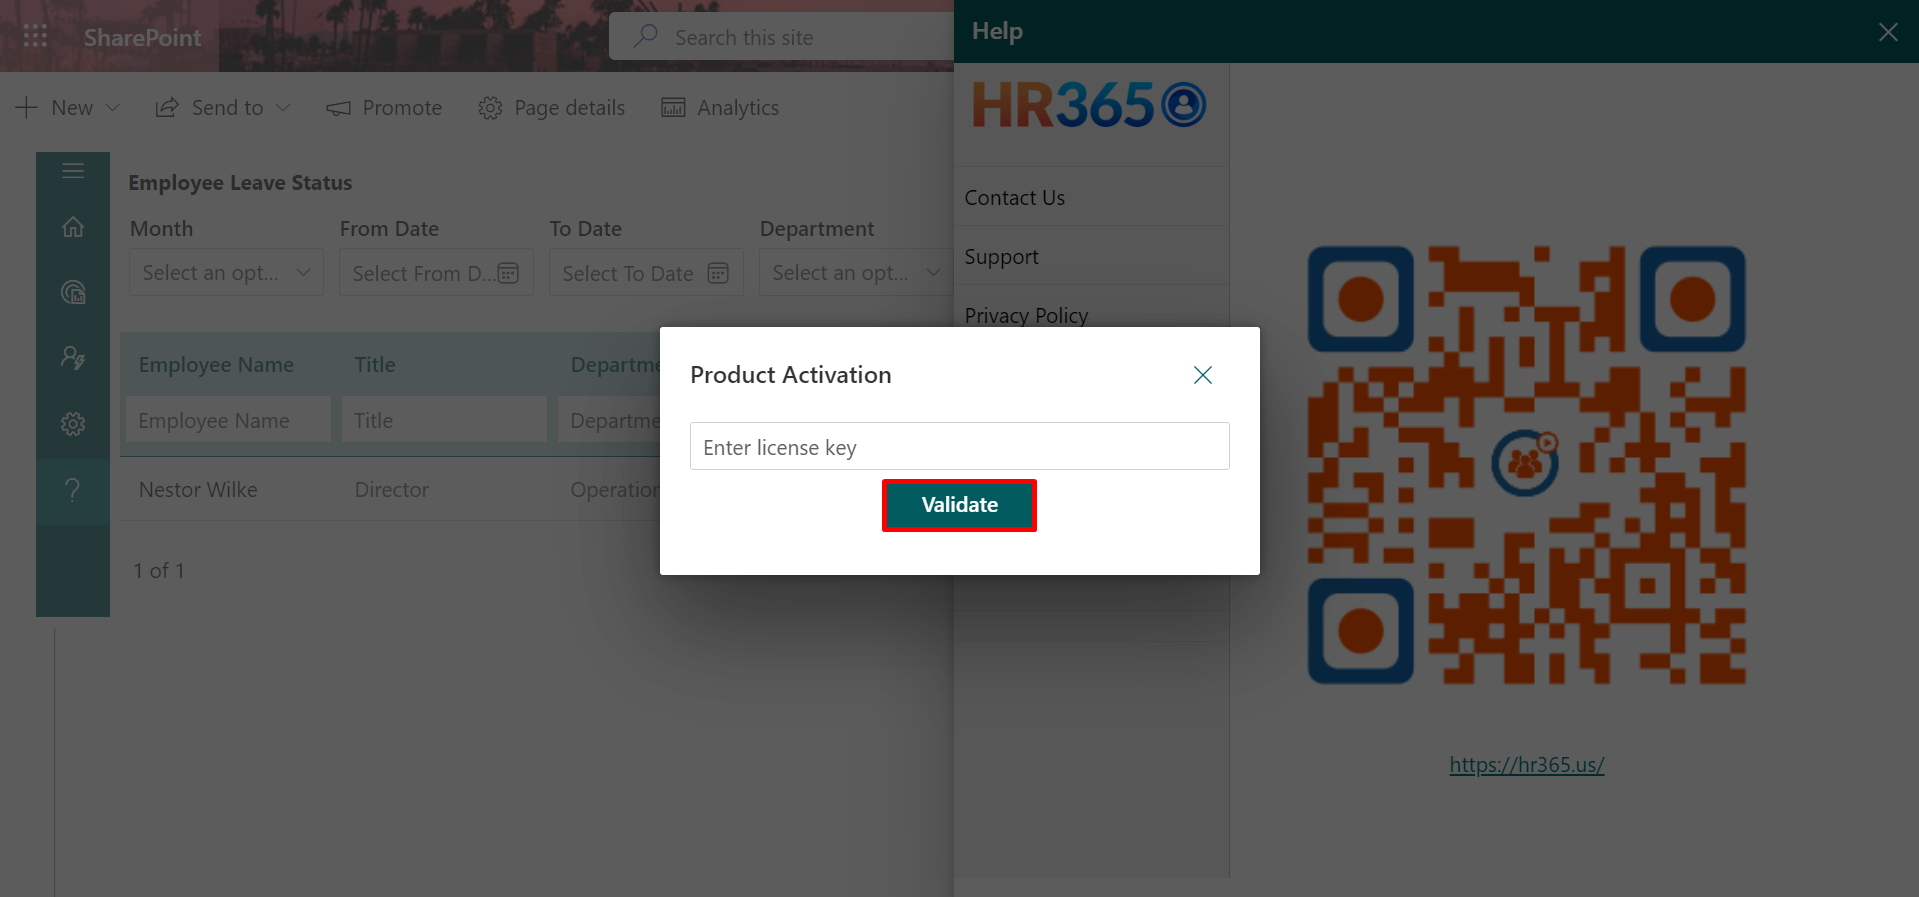 SharePoint
Search this site
Help
New
Send to
Promote
Page details
Analytics
HR365
Contact Us
Support
Privacy Policy
Employee Leave Status
Month
From Date
To Date
Department
Select an opt...
Select From D...
Select To Date
Select an opt...
Employee Name
Title
Departme
Employee Name
Title
Departme
Nestor Wilke
Director
Operation
1 of 1
Product Activation
Enter license key
Validate
https://hr365.us/